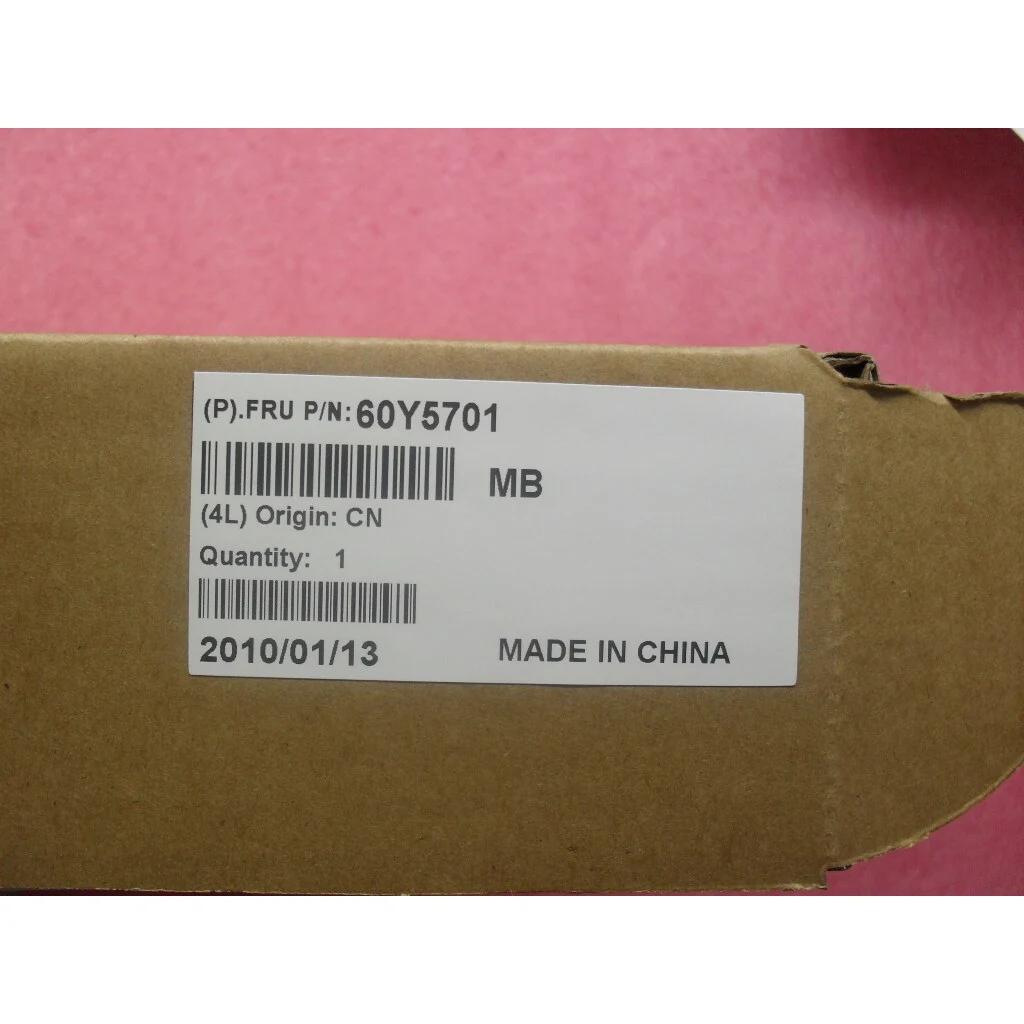 (P).FRU P/N:60Y5701
MB
(4L) Origin: CN
Quantity: 1
2010/01/13 MADE IN CHINA